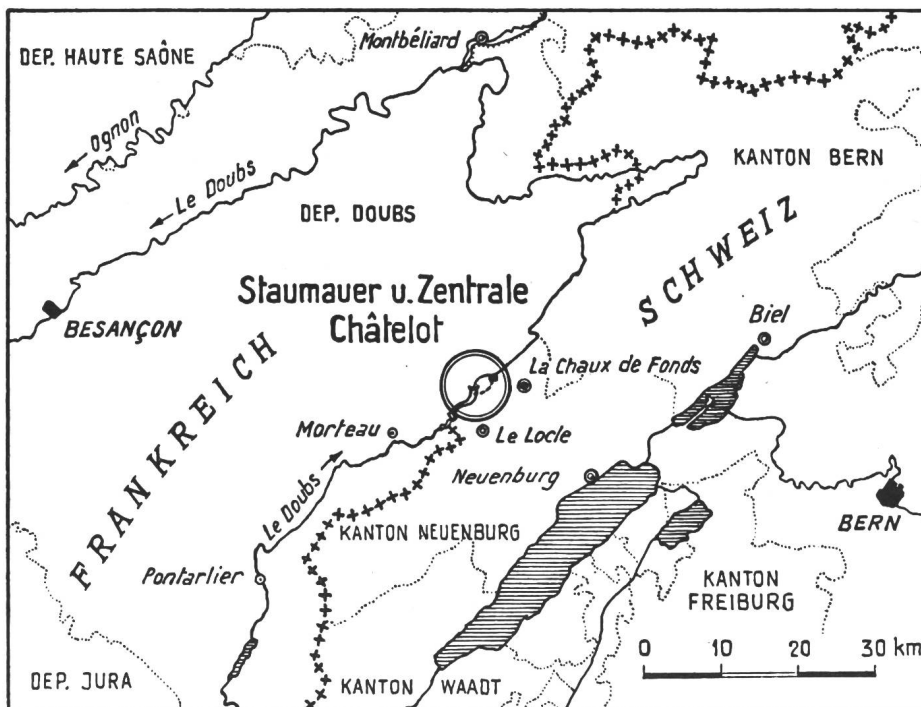 Montbéliard
DEP. HAUTE SAÔNE
Ognon
KANTON BERN
Le Doubs
DEP. DOUBS
SCHWEIZ
Staumauer u. Zentrale
Châtelot
Biel
BESANÇON
FRANKREICH
La Chaux de Fonds
Morteau
Le Locle
Neuenburg
Le Doubs
BERN
KANTON NEUENBURG
Pontarlier
KANTON
FREIBURG
0 10 20 30 km
DEP. JURA
KANTON WAADT